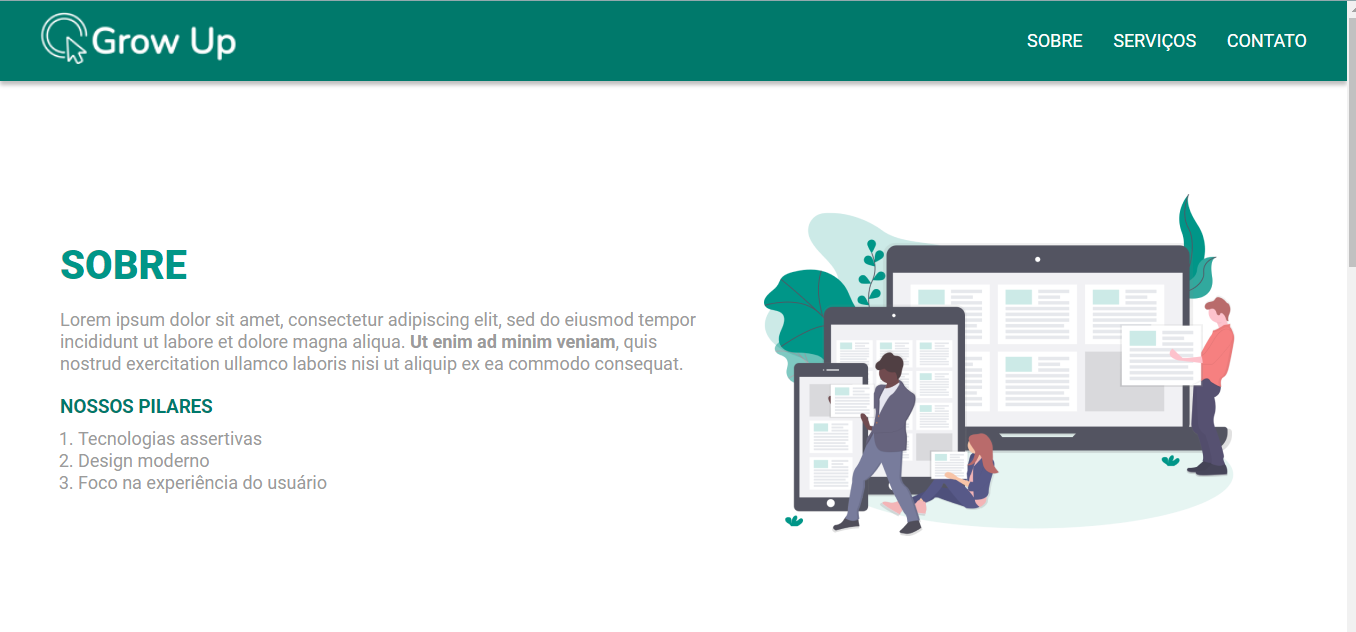 Grow Up
SOBRE SERVIÇOS CONTATO
SOBRE
Lorem ipsum dolor sit amet, consectetur adipiscing elit, sed do eiusmod tempor
incididunt ut labore et dolore magna aliqua. Ut enim ad minim veniam, quis
nostrud exercitation ullamco laboris nisi ut aliquip ex ea commodo consequat.
NOSSOS PILARES
1. Tecnologias assertivas
2. Design moderno
3. Foco na experiência do usuário